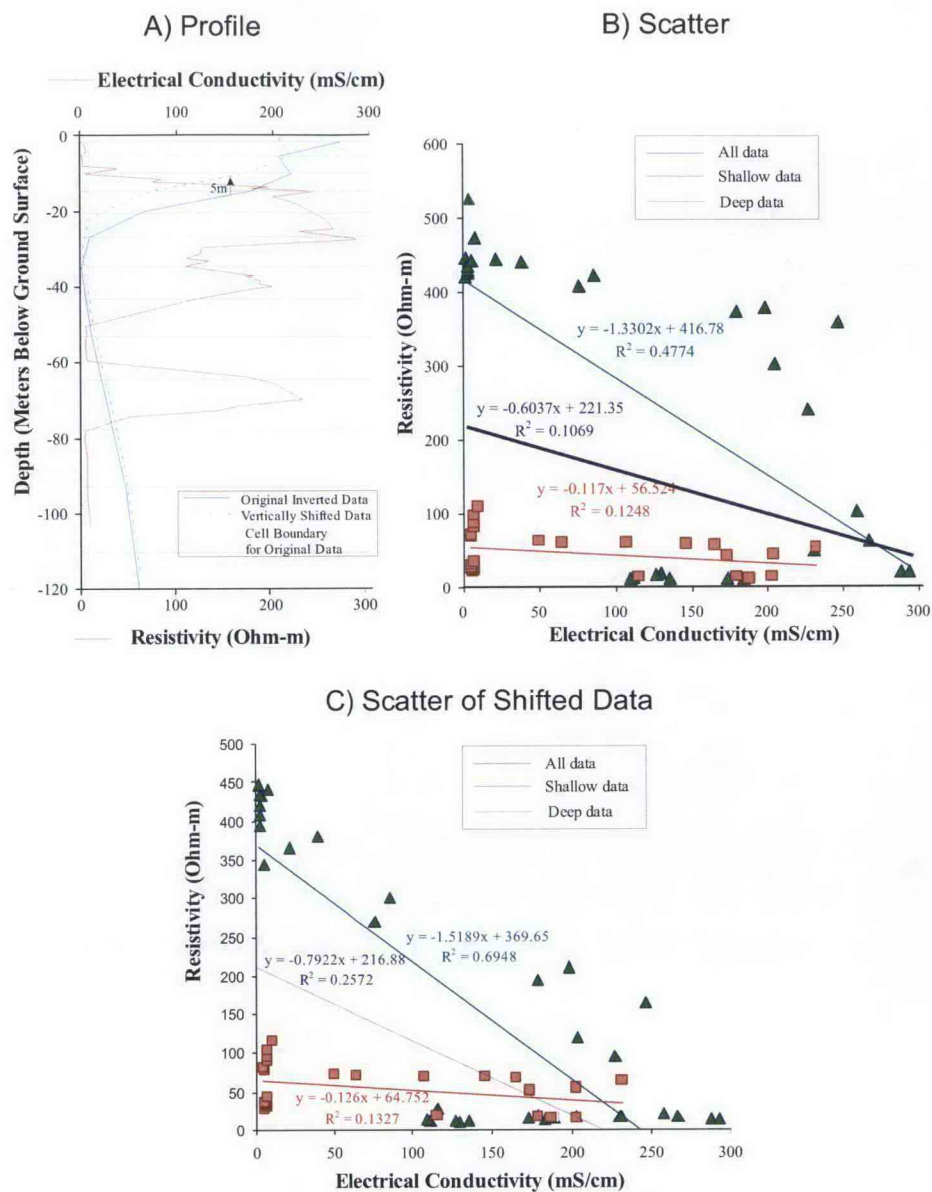 A) Profile
Electrical Conductivity (mS/cm)
0 100 200 300
Depth (Meters Below Ground Surface)
0
-20
-40
-60
-80
-100
-120
5m
Original Inverted Data
Vertically Shifted Data
Cell Boundary
for Original Data
0 100 200 300
Resistivity (Ohm-m)
B) Scatter
Resistivity (Ohm-m)
600
500
400
300
200
100
0
All data
Shallow data
Deep data
y = -1.3302x + 416.78
R² = 0.4774
y = -0.6037x + 221.35
R² = 0.1069
y = -0.117x + 56.524
R² = 0.1248
0 50 100 150 200 250 300
Electrical Conductivity (mS/cm)
C) Scatter of Shifted Data
Resistivity (Ohm-m)
500
450
400
350
300
250
200
150
100
50
0
All data
Shallow data
Deep data
y = -1.5189x + 369.65
R² = 0.6948
y = -0.7922x + 216.88
R² = 0.2572
y = -0.126x + 64.752
R² = 0.1327
0 50 100 150 200 250 300
Electrical Conductivity (mS/cm)